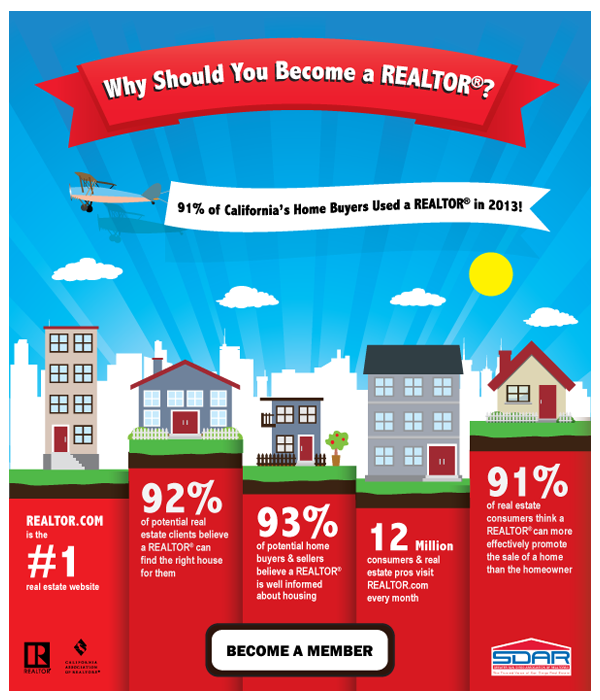 Why Should You Become a REALTOR®?
91% of California's Home Buyers Used a REALTOR® in 2013!
REALTOR.COM
is the
#1
real estate website
92%
of potential real
estate clients believe
a REALTOR® can
find the right house
for them
93%
of potential home
buyers & sellers
believe a REALTOR®
is well informed
about housing
12 Million
consumers & real
estate pros visit
REALTOR.com
every month
91%
of real estate
consumers think a
REALTOR® can more
effectively promote
the sale of a home
than the homeowner
R
REALTOR®
CALIFORNIA
ASSOCIATION
OF REALTORS®
BECOME A MEMBER
SDAR